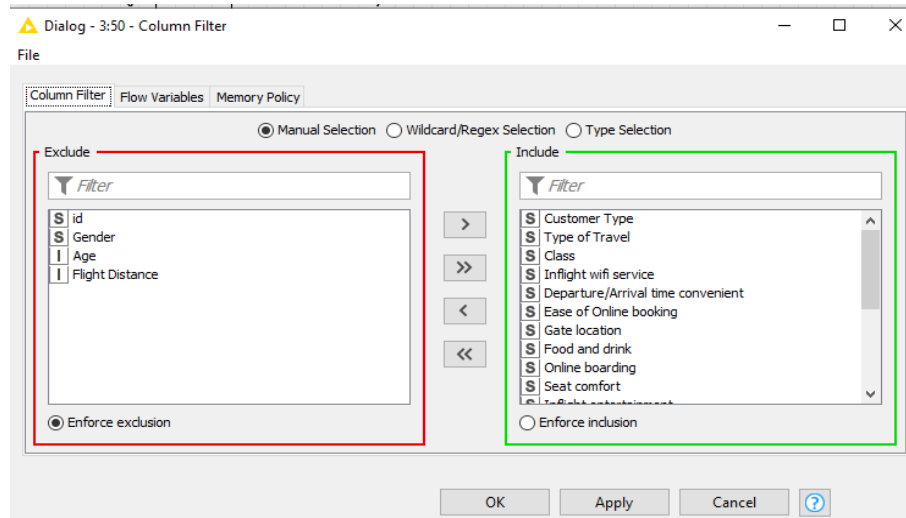 Dialog - 3:50 - Column Filter
File
Column Filter Flow Variables Memory Policy
Manual Selection Wildcard/Regex Selection Type Selection
Exclude Include
Filter Filter
S id
S Gender
I Age
I Flight Distance
> 
>>
<
<<
S Customer Type
S Type of Travel
S Class
S Inflight wifi service
S Departure/Arrival time convenient
S Ease of Online booking
S Gate location
S Food and drink
S Online boarding
S Seat comfort
S Inflight entertainment
Enforce exclusion Enforce inclusion
OK Apply Cancel ?